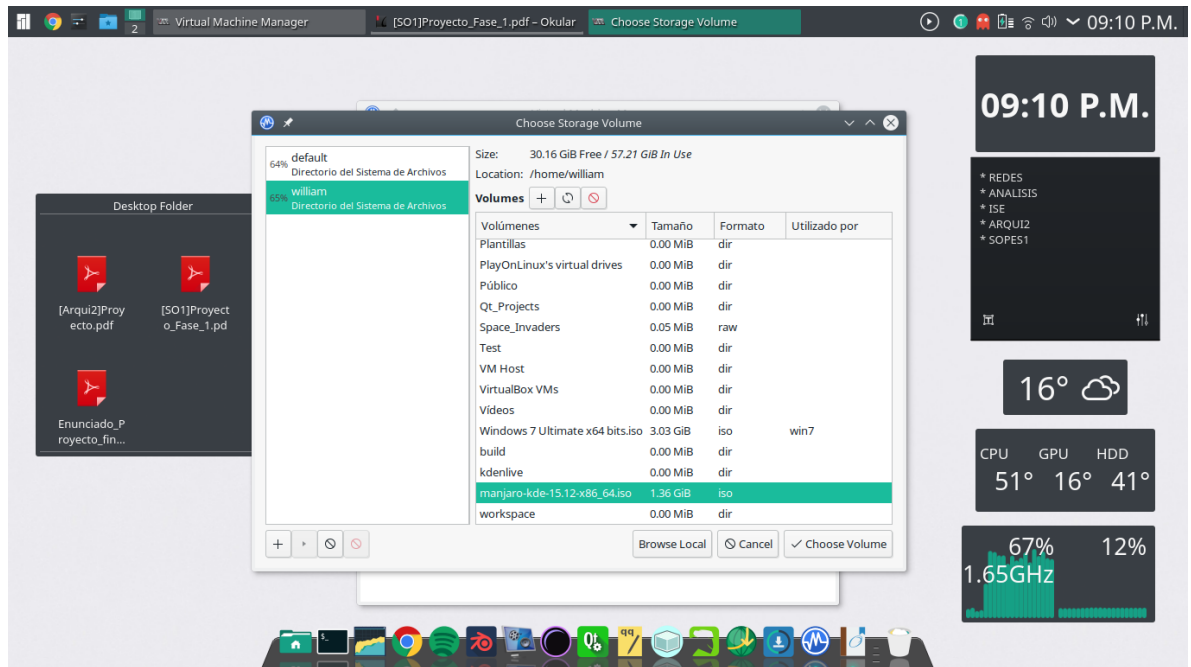 2
Virtual Machine Manager
[SO1]Proyecto_Fase_1.pdf – Okular
Choose Storage Volume
1
09:10 P.M.
09:10 P.M.
* REDES
* ANALISIS
* ISE
* ARQUI2
* SOPES1
16°
CPU GPU HDD
51° 16° 41°
67% 12%
1.65GHz
Desktop Folder
[Arqui2]Proy
ecto.pdf
[SO1]Proyect
o_Fase_1.pd
Enunciado_P
royecto_fin...
Choose Storage Volume
64% default
Directorio del Sistema de Archivos
65% william
Directorio del Sistema de Archivos
Size: 30.16 GiB Free / 57.21 GiB In Use
Location: /home/william
Volumes
Volúmenes Tamaño Formato Utilizado por
Plantillas 0.00 MiB dir
PlayOnLinux's virtual drives 0.00 MiB dir
Público 0.00 MiB dir
Qt_Projects 0.00 MiB dir
Space_Invaders 0.05 MiB raw
Test 0.00 MiB dir
VM Host 0.00 MiB dir
VirtualBox VMs 0.00 MiB dir
Vídeos 0.00 MiB dir
Windows 7 Ultimate x64 bits.iso 3.03 GiB iso win7
build 0.00 MiB dir
kdenlive 0.00 MiB dir
manjaro-kde-15.12-x86_64.iso 1.36 GiB iso
workspace 0.00 MiB dir
Browse Local Cancel Choose Volume
Qt
qq